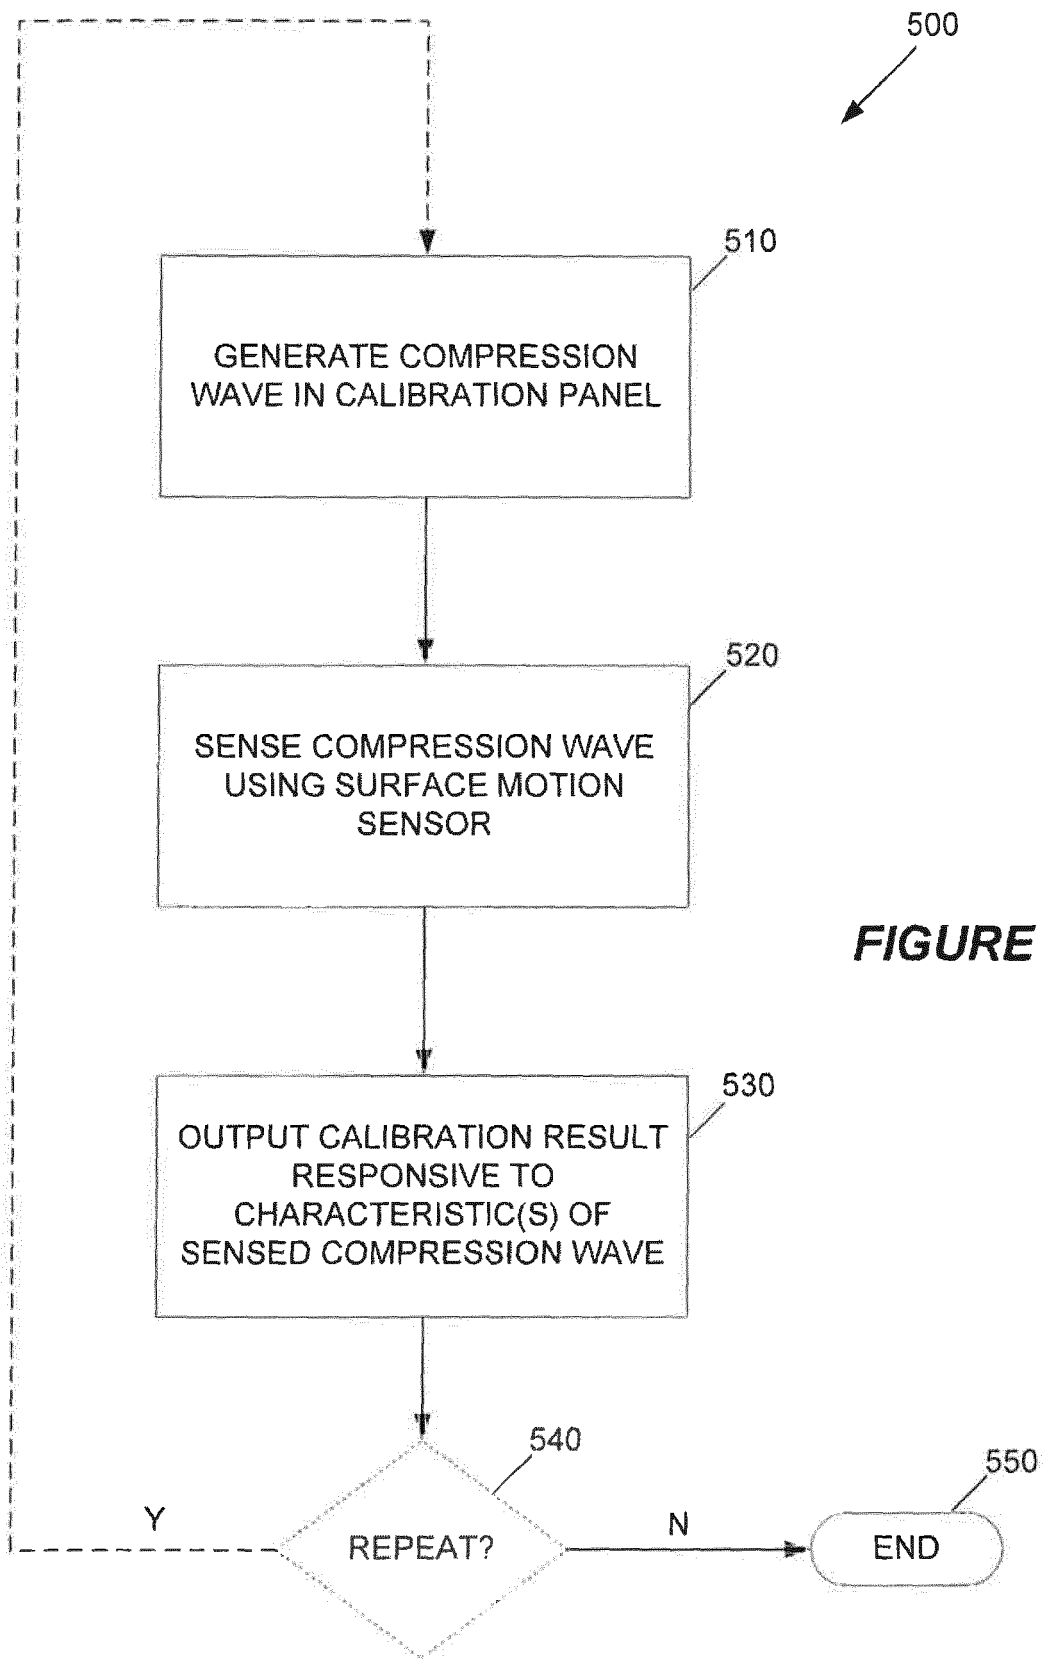 500
510
GENERATE COMPRESSION
WAVE IN CALIBRATION PANEL
520
SENSE COMPRESSION WAVE
USING SURFACE MOTION
SENSOR
FIGURE
530
OUTPUT CALIBRATION RESULT
RESPONSIVE TO
CHARACTERISTIC(S) OF
SENSED COMPRESSION WAVE
540
550
Y
REPEAT?
N
END